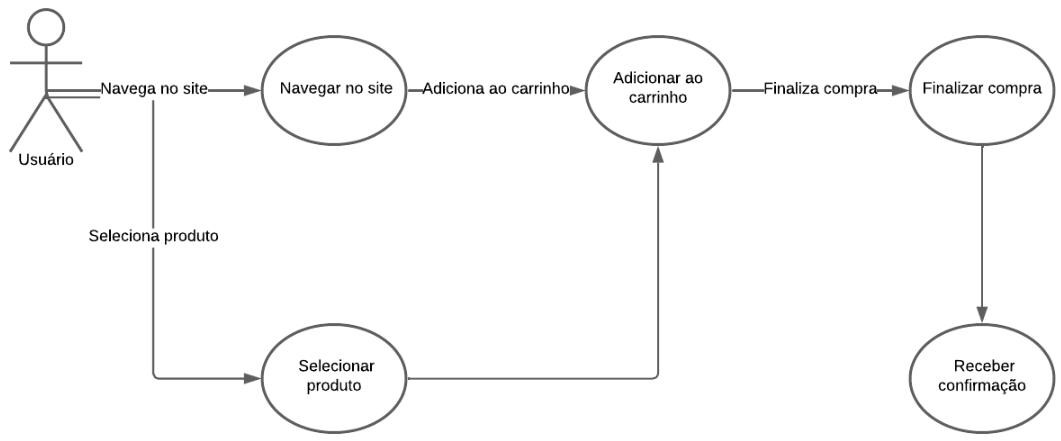 Usuário
Navega no site
Navegar no site
Adiciona ao carrinho
Adicionar ao
carrinho
Finaliza compra
Finalizar compra
Seleciona produto
Selecionar
produto
Receber
confirmação